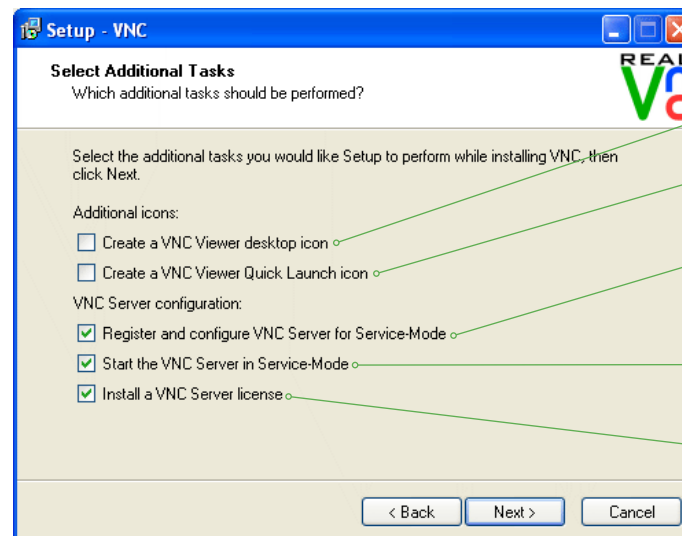 Setup - VNC
Select Additional Tasks
Which additional tasks should be performed?
REAL
Vnc
Select the additional tasks you would like Setup to perform while installing VNC, then
click Next.
Additional icons:
Create a VNC Viewer desktop icon
Create a VNC Viewer Quick Launch icon
VNC Server configuration:
Register and configure VNC Server for Service-Mode
Start the VNC Server in Service-Mode
Install a VNC Server license
< Back
Next >
Cancel